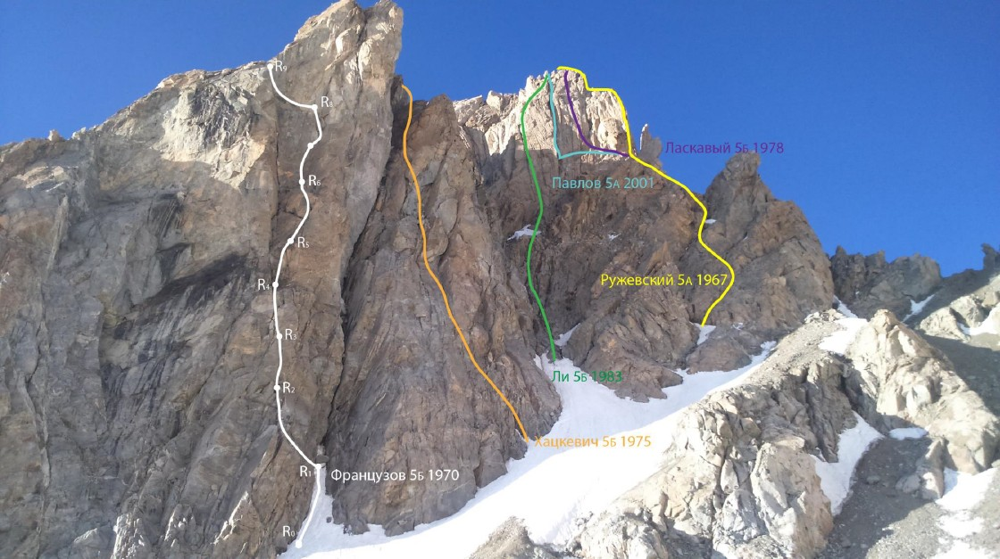 R₉
R₈
Ласкавый 5Б 1978
R₆
Павлов 5А 2001
R₅
Ружевский 5А 1967
R₄
R₃
Ли 5Б 1983
R₂
Хацкевич 5Б 1975
R₁
Французов 5Б 1970
R₀